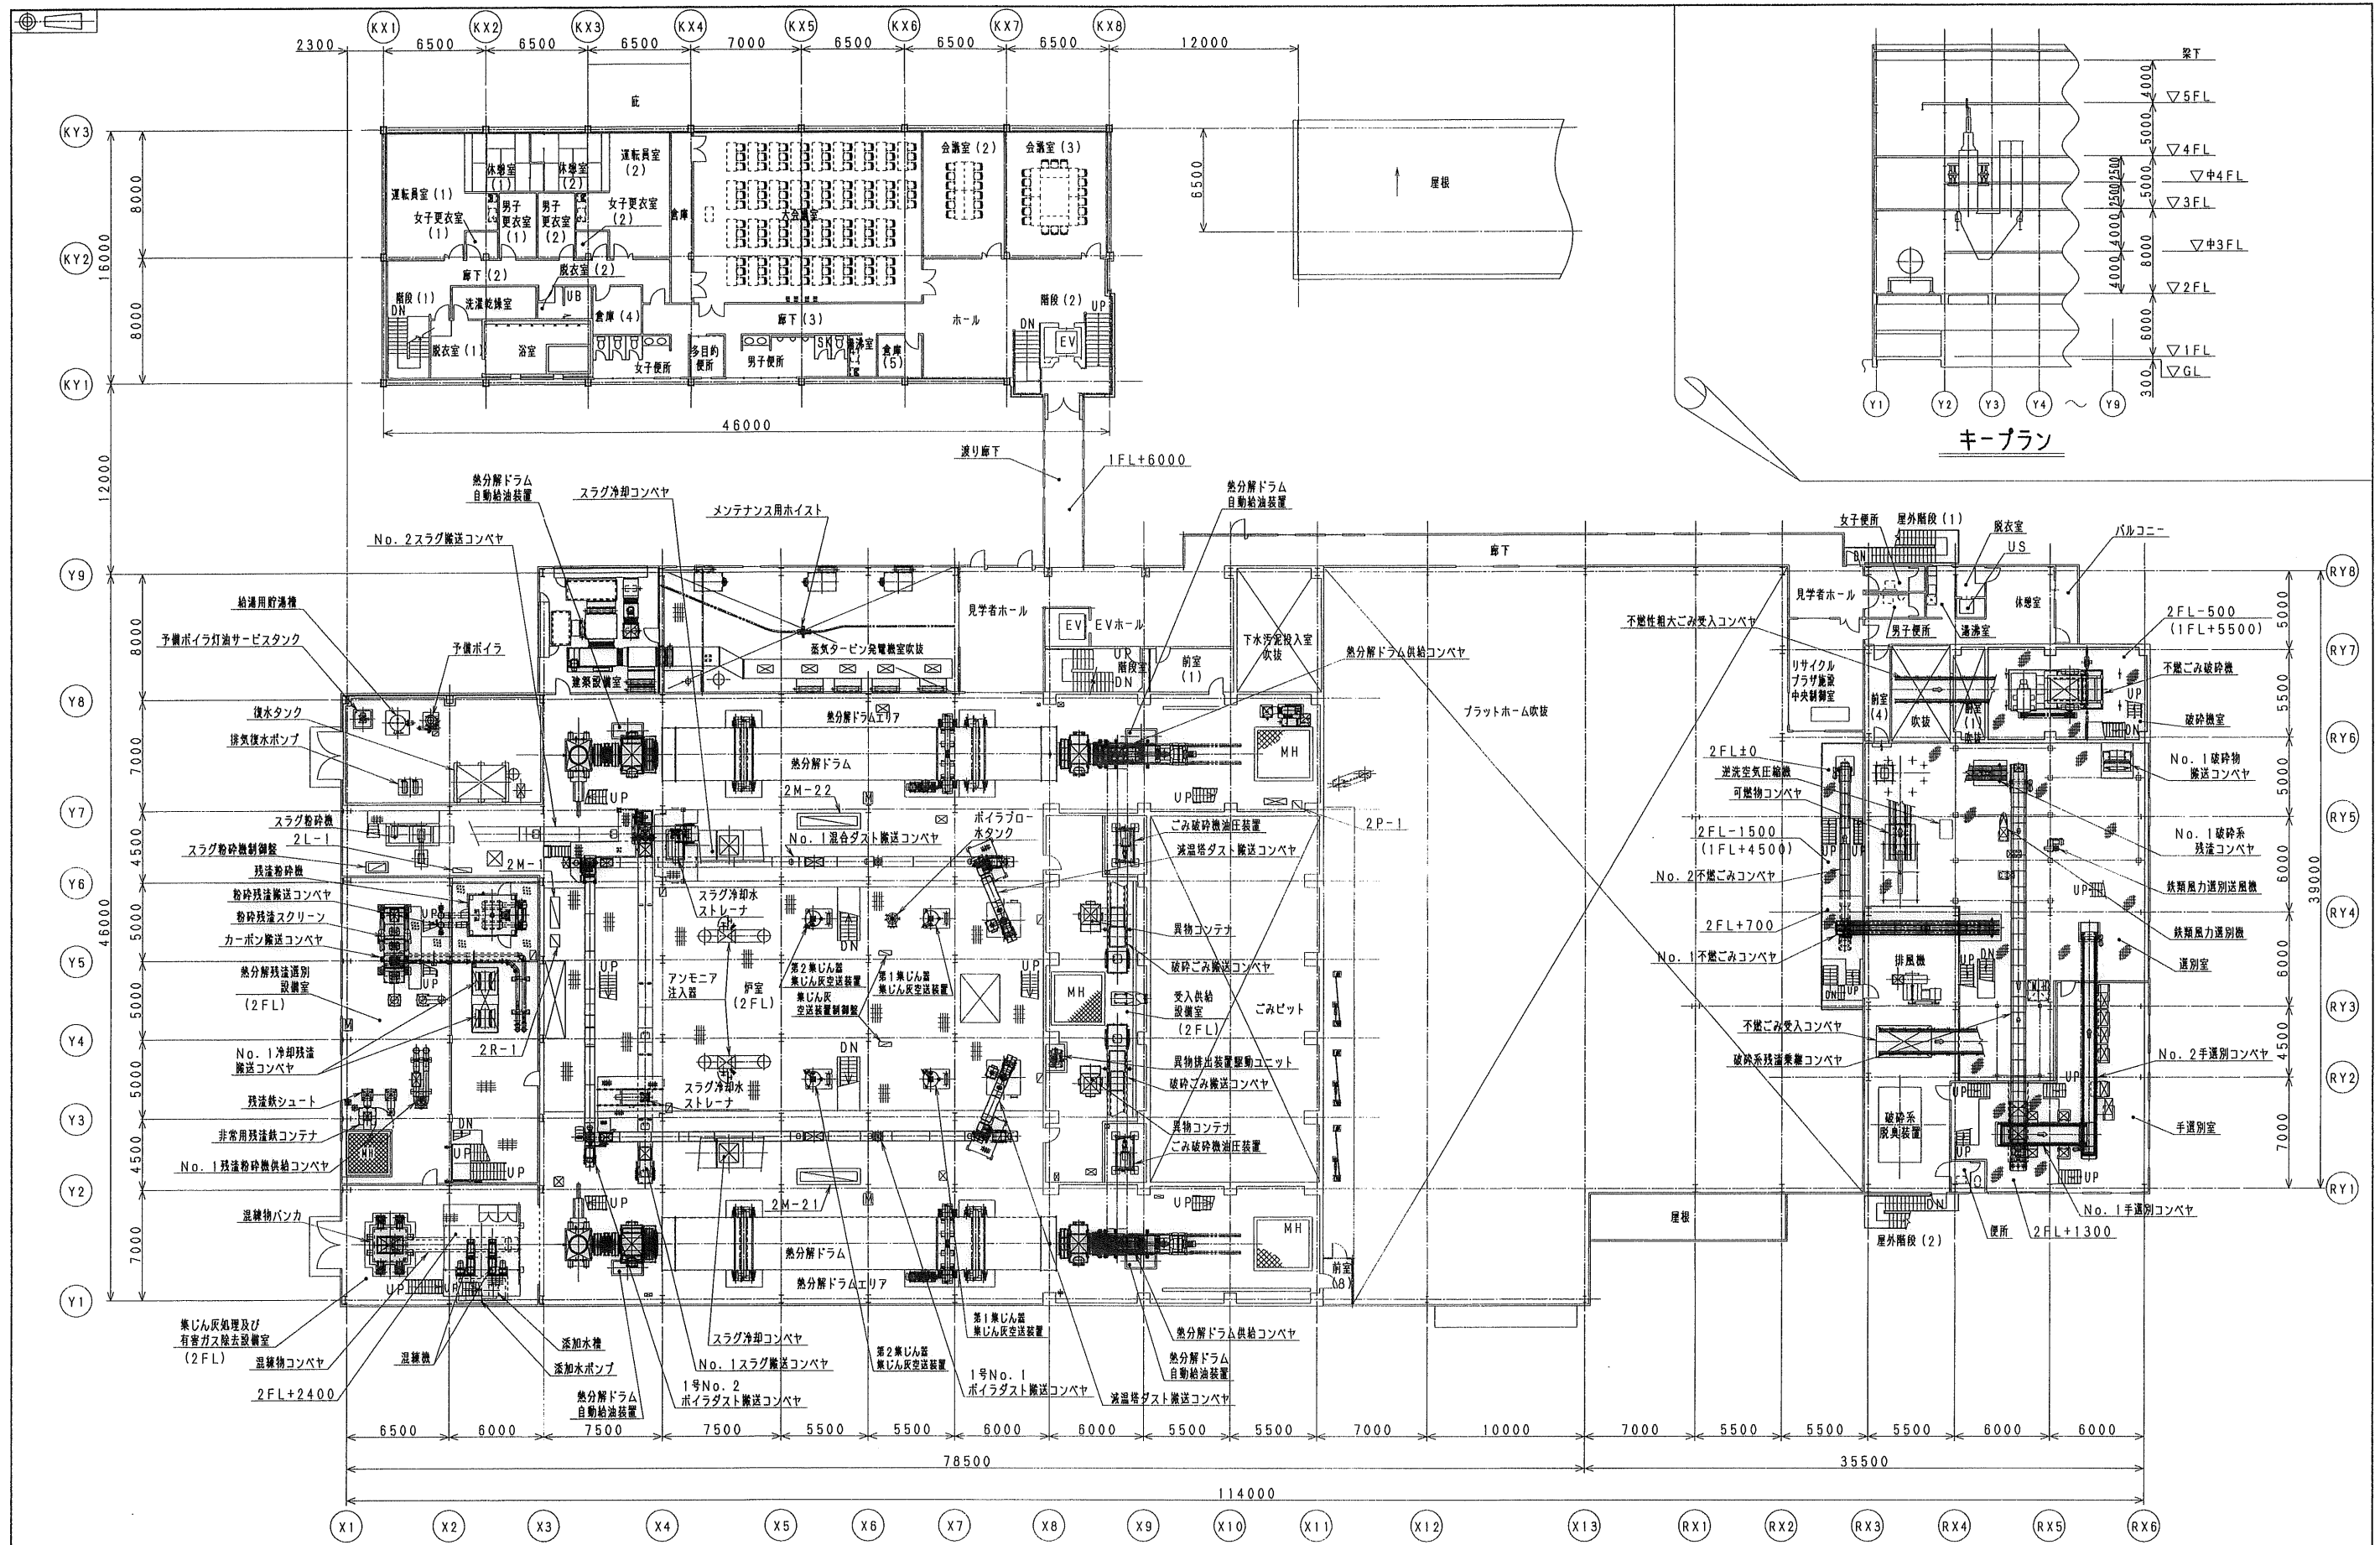 KX1 KX2 KX3 KX4 KX5 KX6 KX7 KX8
2300 6500 6500 6500 7000 6500 6500 6500 12000
庇
KY3
KY2
KY1
8000
8000
16000
12000
運転員室(1)
休憩室
(1)
休憩室
(2)
運転員室
(2)
女子更衣室
(1)
男子
更衣室
(1)
男子
更衣室
(2)
女子更衣室
(2)
倉庫
大会議室
会議室(2)
会議室(3)
廊下(2)
脱衣室(2)
階段(1)
DN
洗濯乾燥室
UB
倉庫(4)
廊下(3)
ホール
階段(2)
UP
DN
EV
脱衣室(1)
浴室
女子便所
多目的
便所
男子便所
SK
湯沸室
倉庫
(5)
46000
6500
屋根
梁下
▽5FL
▽4FL
▽中4FL
▽3FL
▽中3FL
▽2FL
▽1FL
▽GL
4000
5000
5000
2500
2500
8000
4000
4000
6000
300
Y1 Y2 Y3 Y4 ~ Y9
キープラン
渡り廊下
1FL+6000
熱分解ドラム
自動給油装置
スラグ冷却コンベヤ
メンテナンス用ホイスト
No.2スラグ搬送コンベヤ
熱分解ドラム
自動給油装置
廊下
女子便所
屋外階段(1)
脱衣室
US
バルコニー
DN
Y9
Y8
Y7
Y6
Y5
Y4
Y3
Y2
Y1
8000
7000
4500
5000
5000
5000
4500
7000
46000
給湯用貯湯槽
予備ボイラ灯油サービスタンク
予備ボイラ
復水タンク
排気復水ポンプ
スラグ粉砕機
2L-1
スラグ粉砕機制御盤
残渣粉砕機
粉砕残渣搬送コンベヤ
粉砕残渣スクリーン
カーボン搬送コンベヤ
熱分解残渣選別
設備室
(2FL)
No.1冷却残渣
搬送コンベヤ
残渣鉄シュート
非常用残渣鉄コンテナ
No.1残渣粉砕機供給コンベヤ
混練物バンカ
集じん灰処理及び
有害ガス除去設備室
(2FL)
混練物コンベヤ
2FL+2400
混練機
添加水槽
添加水ポンプ
建築設備室
蒸気タービン発電機室吹抜
見学者ホール
EV
EVホール
UP
階段室
DN
前室
(1)
下水汚泥投入室
吹抜
熱分解ドラム供給コンベヤ
熱分解ドラムエリア
熱分解ドラム
MH
UP
UP
2M-22
2M-1
No.1混合ダスト搬送コンベヤ
ボイラブロー
水タンク
ごみ破砕機油圧装置
減温塔ダスト搬送コンベヤ
2P-1
プラットホーム吹抜
スラグ冷却水
ストレーナ
アンモニア
注入器
炉室
(2FL)
第2集じん器
集じん灰空送装置
集じん灰
空送装置制御盤
第1集じん器
集じん灰空送装置
DN
UP
UP
UP
UP
異物コンテナ
破砕ごみ搬送コンベヤ
MH
受入供給
設備室
(2FL)
ごみピット
2R-1
DN
スラグ冷却水
ストレーナ
異物排出装置駆動ユニット
破砕ごみ搬送コンベヤ
異物コンテナ
ごみ破砕機油圧装置
MH
DN
UP
UP
2M-21
UP
UP
熱分解ドラム
熱分解ドラムエリア
MH
前室
(8)
UP
UP
スラグ冷却コンベヤ
No.1スラグ搬送コンベヤ
1号No.2
ボイラダスト搬送コンベヤ
熱分解ドラム
自動給油装置
第2集じん器
集じん灰空送装置
第1集じん器
集じん灰空送装置
1号No.1
ボイラダスト搬送コンベヤ
減温塔ダスト搬送コンベヤ
熱分解ドラム供給コンベヤ
熱分解ドラム
自動給油装置
見学者ホール
不燃性粗大ごみ受入コンベヤ
男子便所
湯沸室
休憩室
2FL-500
(1FL+5500)
リサイクル
プラザ施設
中央制御室
前室
(4)
吹抜
前室
(1)
吹抜
不燃ごみ破砕機
UP
破砕機室
DN
2FL±0
逆洗空気圧縮機
可燃物コンベヤ
2FL-1500
(1FL+4500)
UP
UP
No.2不燃ごみコンベヤ
2FL+700
No.1不燃ごみコンベヤ
No.1破砕物
搬送コンベヤ
No.1破砕系
残渣コンベヤ
鉄類風力選別送風機
鉄類風力選別機
選別室
UP
排風機
DN
UP
DN
UP
不燃ごみ受入コンベヤ
破砕系残渣乗継コンベヤ
No.2手選別コンベヤ
UP
UP
UP
UP
UP
破砕系
脱臭装置
手選別室
No.1手選別コンベヤ
DN
便所
2FL+1300
屋外階段(2)
屋根
RY8
RY7
RY6
RY5
RY4
RY3
RY2
RY1
5000
5500
5000
6000
6000
4500
7000
39000
6500 6000 7500 7500 5500 5500 6000 6000 5500 5500 7000 10000 7000 5500 5500 5500 6000 6000
78500 35500
114000
X1 X2 X3 X4 X5 X6 X7 X8 X9 X10 X11 X12 X13 RX1 RX2 RX3 RX4 RX5 RX6